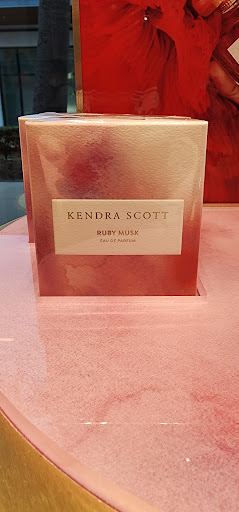 KENDRA SCOTT
RUBY MUSK
EAU DE PARFUM